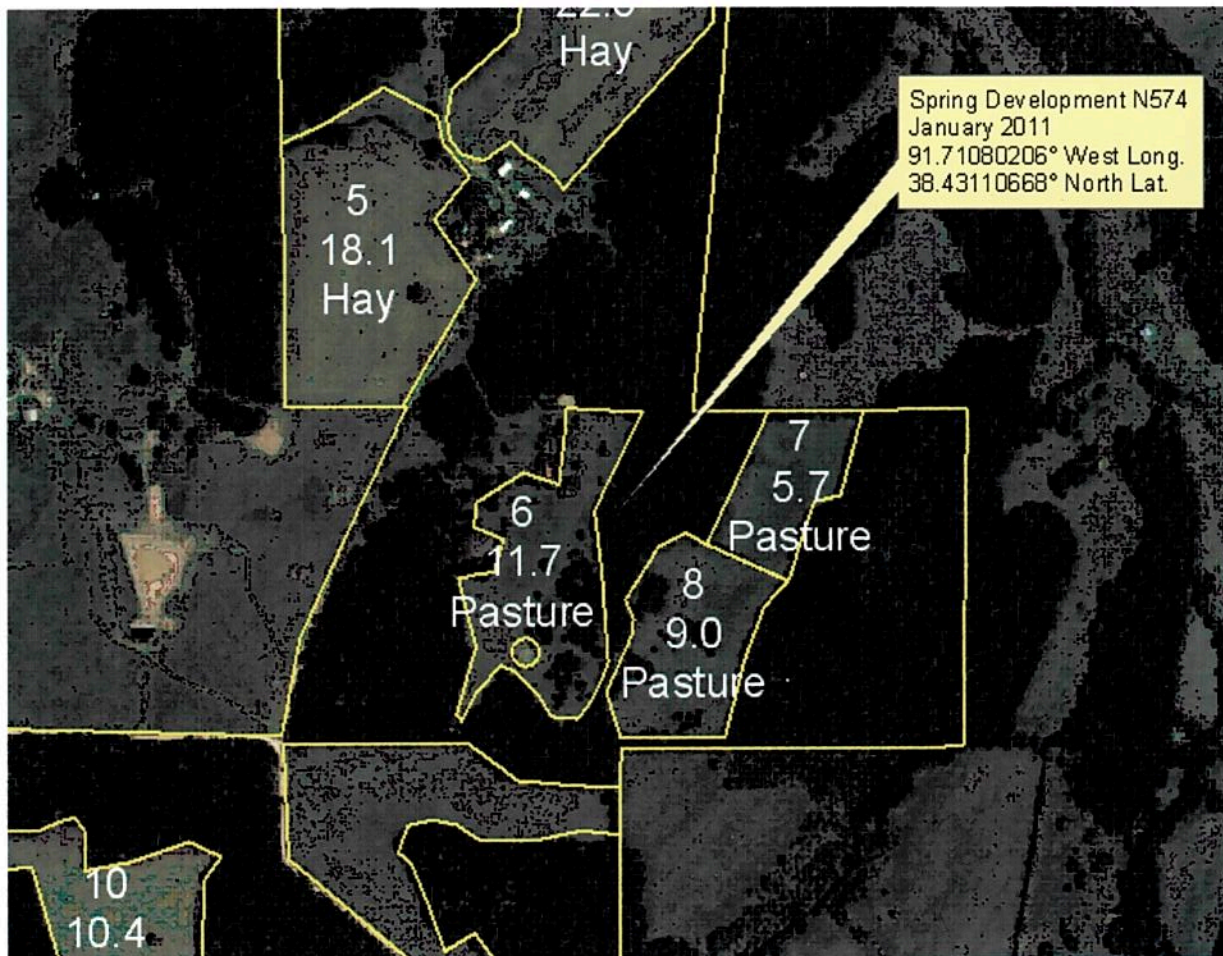 Hay
Spring Development N574
January 2011
91.71080206° West Long.
38.43110668° North Lat.
5
18.1
Hay
7
5.7
Pasture
6
11.7
Pasture
8
9.0
Pasture
10
10.4